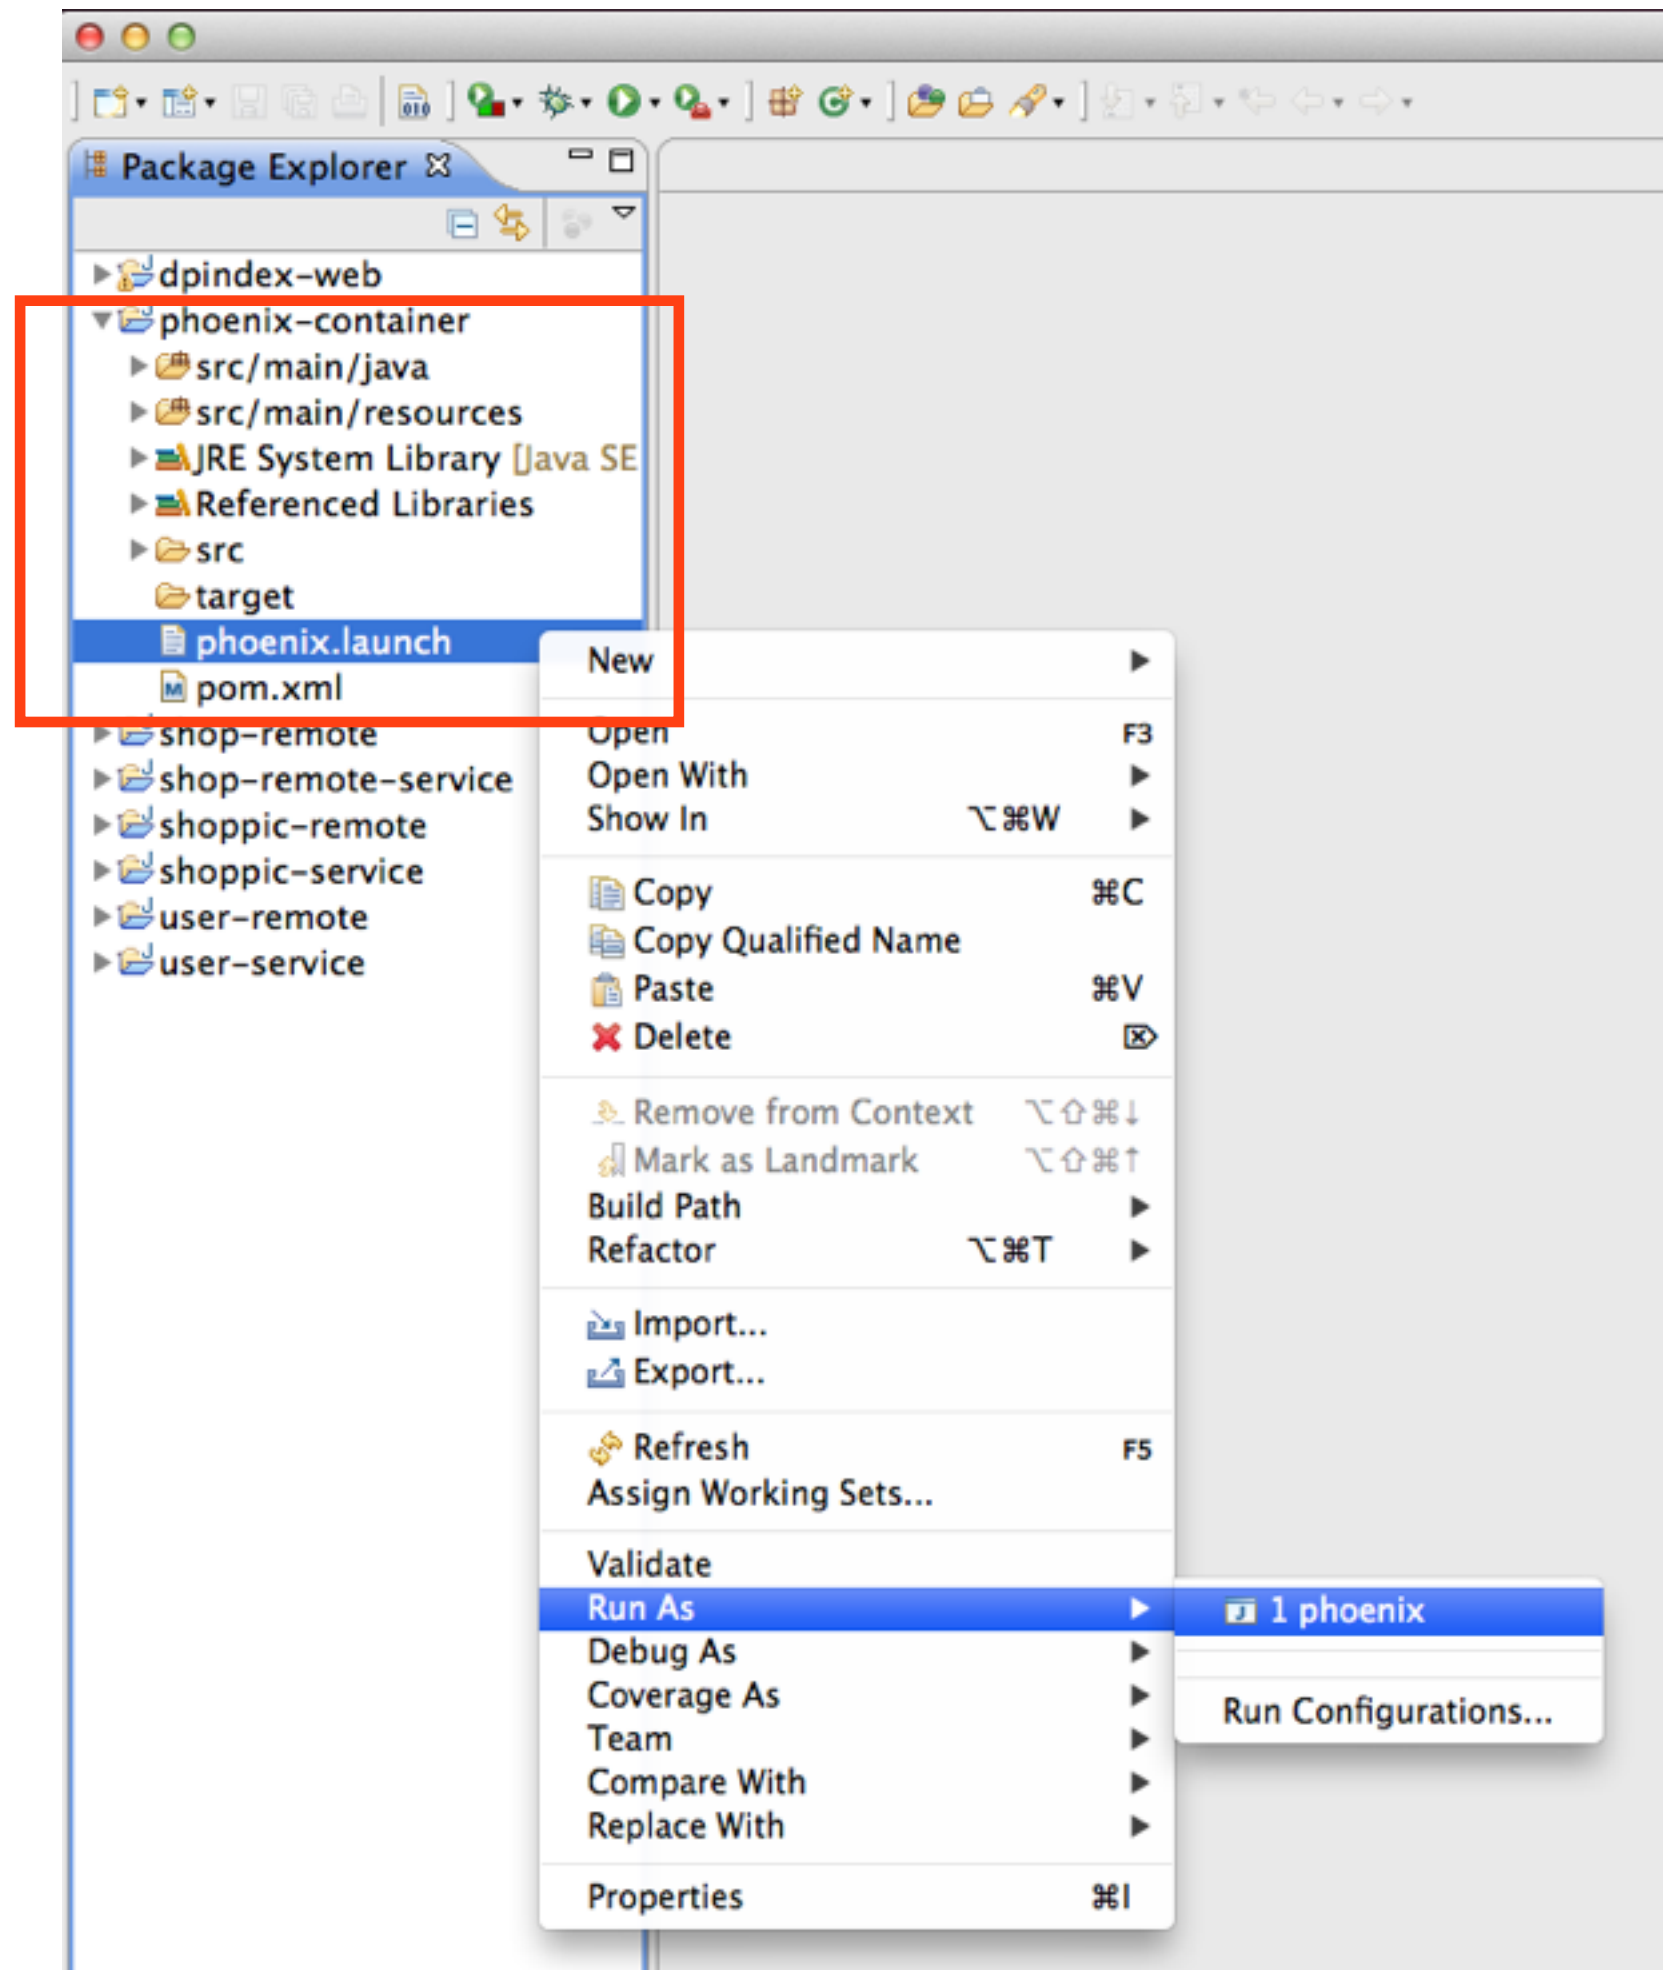 Package Explorer
dpindex-web
phoenix-container
src/main/java
src/main/resources
JRE System Library [Java SE
Referenced Libraries
src
target
phoenix.launch
pom.xml
shop-remote
shop-remote-service
shoppic-remote
shoppic-service
user-remote
user-service
New
Open F3
Open With
Show In ⌥⌘W
Copy ⌘C
Copy Qualified Name
Paste ⌘V
Delete ⌦
Remove from Context ⌥⇧⌘↓
Mark as Landmark ⌥⇧⌘↑
Build Path
Refactor ⌥⌘T
Import...
Export...
Refresh F5
Assign Working Sets...
Validate
Run As
Debug As
Coverage As
Team
Compare With
Replace With
Properties ⌘I
1 phoenix
Run Configurations...